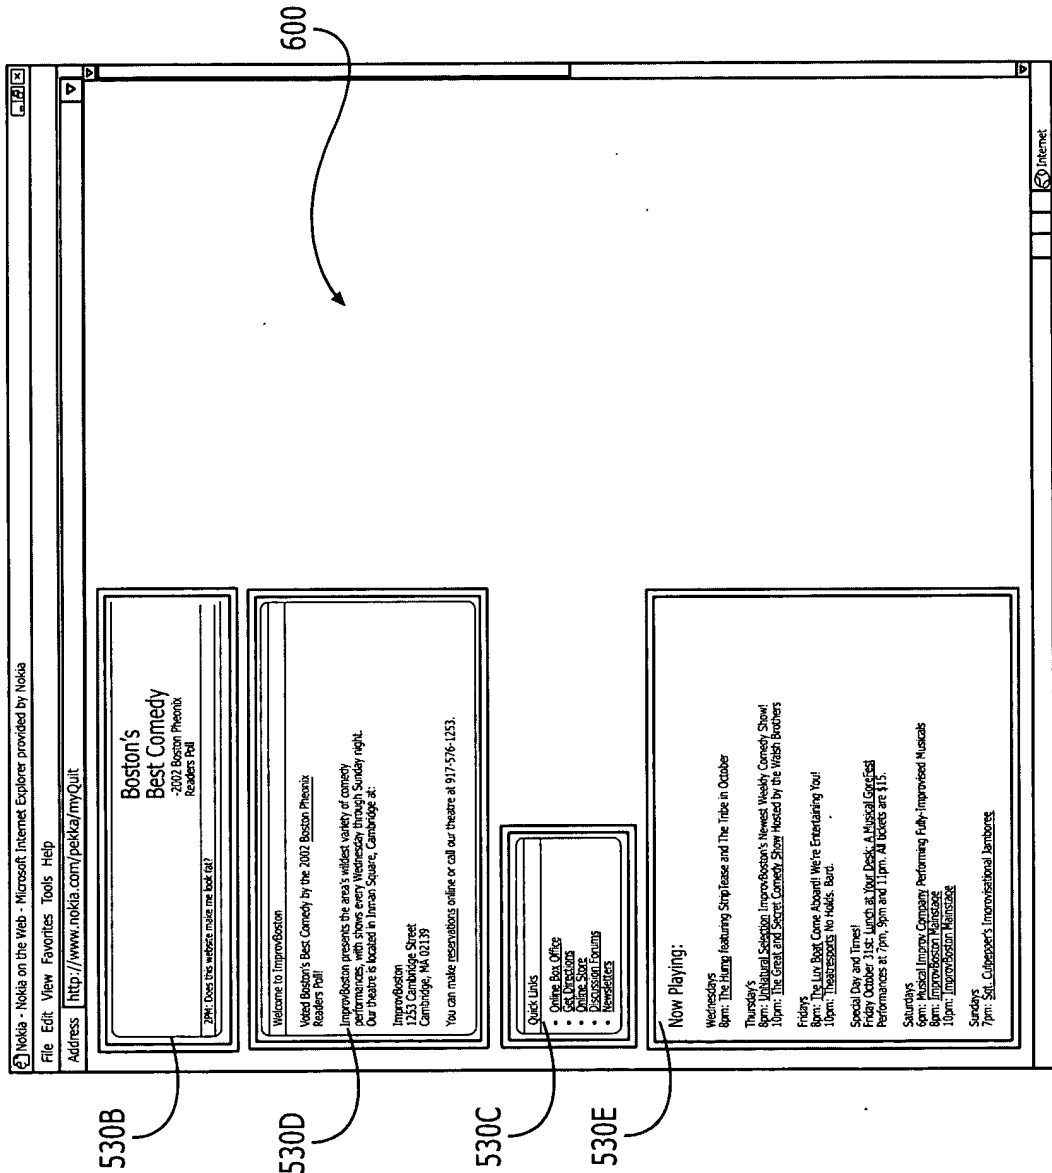 Nokia - Nokia on the Web - Microsoft Internet Explorer provided by Nokia
File Edit View Favorites Tools Help
Address http://www.nokia.com/pekka/myQuit
600
530B
Boston's
Best Comedy
-2002 Boston Pheonix
Readers Poll
2PM: Does this website make me look fat?
530D
Welcome to ImprovBoston
Voted Boston's Best Comedy by the 2002 Boston Pheonix
Readers Poll!
ImprovBoston presents the area's wildest variety of comedy
performances, with shows every Wednesday through Sunday night.
Our theatre is located in Inman Square, Cambridge at:
ImprovBoston
1253 Cambridge Street
Cambridge, MA 02139
You can make reservations online or call our theatre at 917-576-1253.
530C
Quick Links
• Online Box Office
• Get Directions
• Online Store
• Discussion Forums
• Newsletters
530E
Now Playing:
Wednesdays
8pm: The Hump featuring StripTease and The Tribe in October
Thursday's
8pm: UnNatural Selection ImprovBoston's Newest Weekly Comedy Show!
10pm: The Great and Secret Comedy Show Hosted by the Walsh Brothers
Fridays
8pm: The Luv Boat Come Aboard! We're Entertaining You!
10pm: Theatresports No Holds. Bard.
Special Day and Times!
Friday October 31st: Lunch at Your Desk: A Musical GoreFest
Performances at 7pm, 9pm and 11pm. All tickets are $15.
Saturdays
6pm: Musical Improv Company Performing Fully-Improvised Musicals
8pm: ImprovBoston Mainstage
10pm: ImprovBoston Mainstage
Sundays
7pm: Sgt. Culpepper's Improvisational Jamboree
Internet